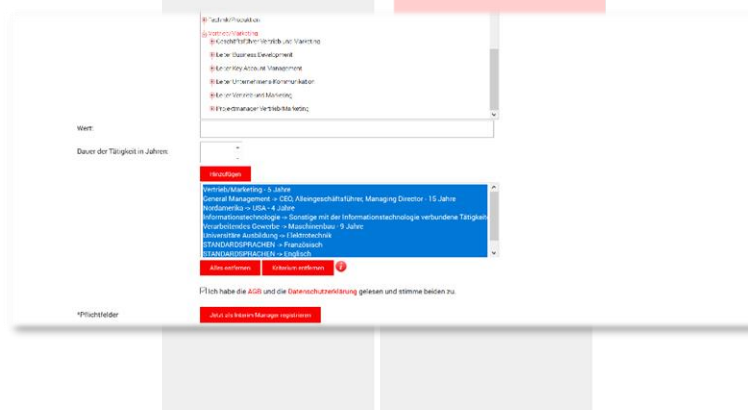 Technik/Produktion
Vertrieb/Marketing
Geschäftsführer Vertrieb und Marketing
Leiter Business Development
Leiter Key Account Management
Leiter Unternehmens-Kommunikation
Leiter Vertrieb und Marketing
Projectmanager Vertrieb/Marketing
Wert:
Dauer der Tätigkeit in Jahren:
Hinzufügen
Vertrieb/Marketing - 5 Jahre
General Management -> CEO, Alleingeschäftsführer, Managing Director - 15 Jahre
Nordamerika -> USA - 4 Jahre
Informationstechnologie -> Sonstige mit der Informationstechnologie verbundene Tätigkeit
Verarbeitendes Gewerbe -> Maschinenbau - 9 Jahre
Universitäre Ausbildung -> Elektrotechnik
STANDARDSPRACHEN -> Französisch
STANDARDSPRACHEN -> Englisch
Alles entfernen Kriterium entfernen
Ich habe die AGB und die Datenschutzerklärung gelesen und stimme beiden zu.
*Pflichtfelder Jetzt als Interim Manager registrieren